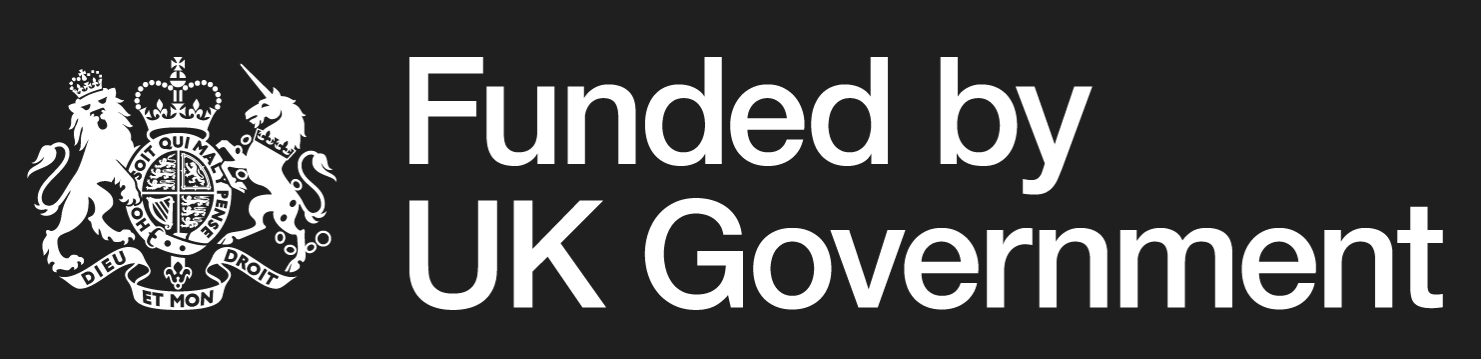 Funded by
UK Government
HONI SOIT QUI MAL Y PENSE
DIEU ET MON DROIT